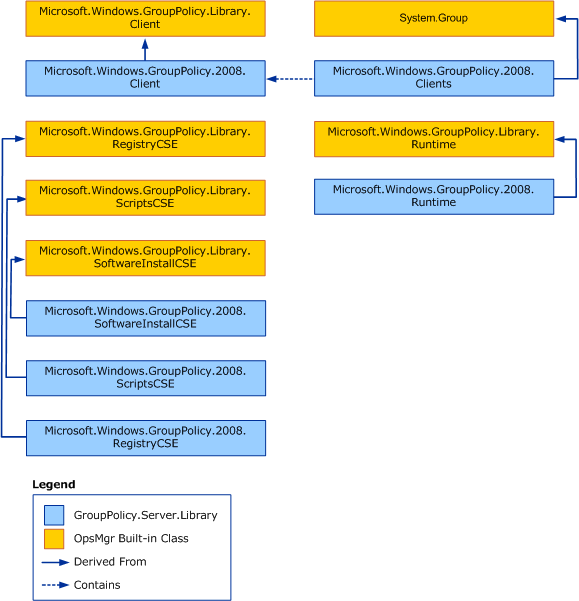 Microsoft.Windows.GroupPolicy.Library.
Client
System.Group
Microsoft.Windows.GroupPolicy.2008.
Client
Microsoft.Windows.GroupPolicy.2008.
Clients
Microsoft.Windows.GroupPolicy.Library.
RegistryCSE
Microsoft.Windows.GroupPolicy.Library.
Runtime
Microsoft.Windows.GroupPolicy.Library.
ScriptsCSE
Microsoft.Windows.GroupPolicy.2008.
Runtime
Microsoft.Windows.GroupPolicy.Library.
SoftwareInstallCSE
Microsoft.Windows.GroupPolicy.2008.
SoftwareInstallCSE
Microsoft.Windows.GroupPolicy.2008.
ScriptsCSE
Microsoft.Windows.GroupPolicy.2008.
RegistryCSE
Legend
GroupPolicy.Server.Library
OpsMgr Built-in Class
Derived From
Contains